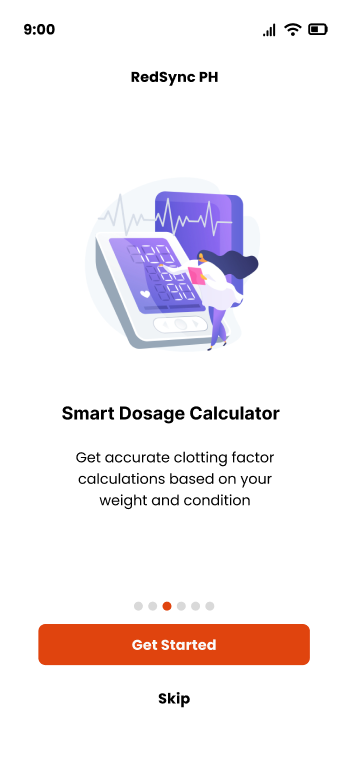 9:00
RedSync PH
120
Smart Dosage Calculator
Get accurate clotting factor
calculations based on your
weight and condition
Get Started
Skip